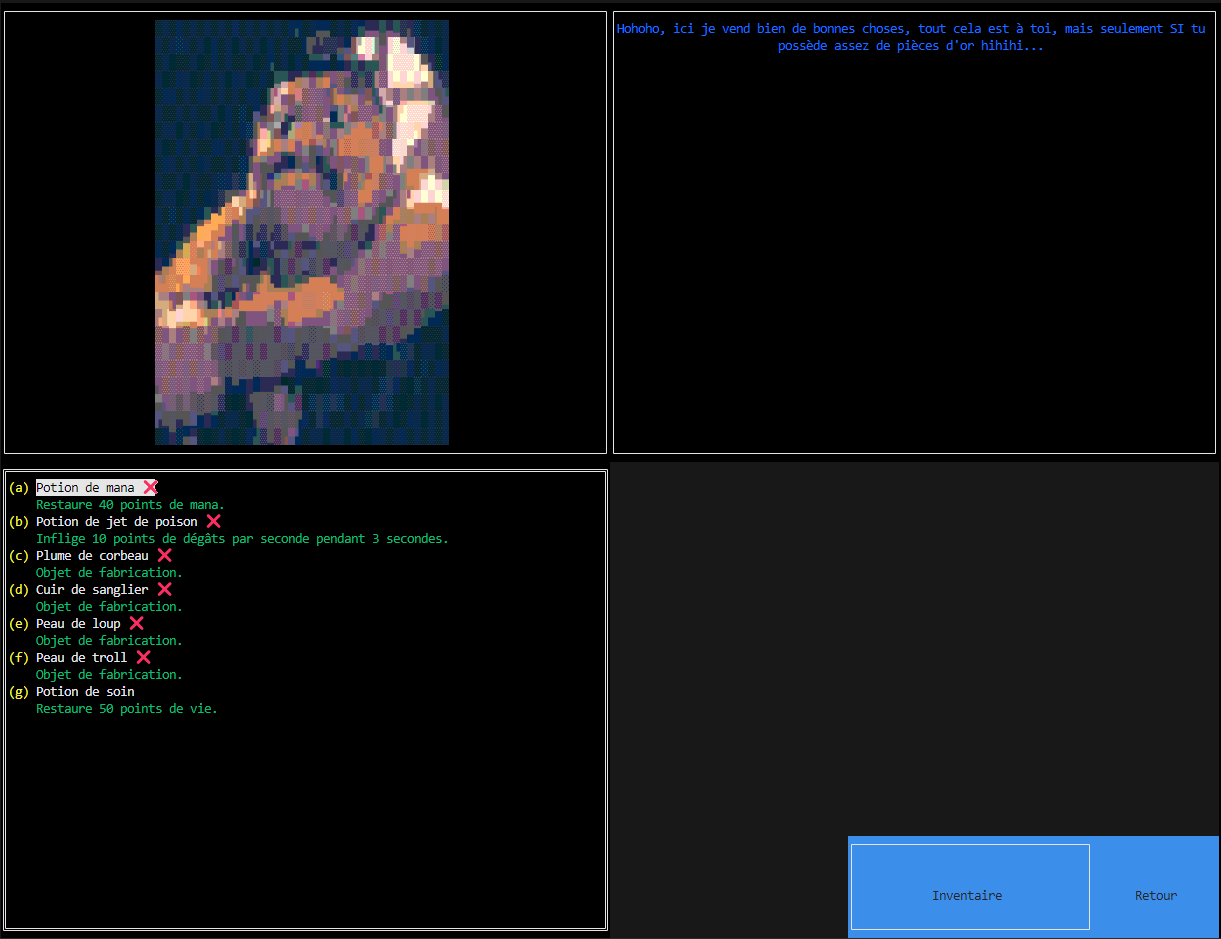 Hohoho, ici je vend bien de bonnes choses, tout cela est à toi, mais seulement SI tu
possède assez de pièces d'or hihihi...
(a) Potion de mana ❌
Restaure 40 points de mana.
(b) Potion de jet de poison ❌
Inflige 10 points de dégâts par seconde pendant 3 secondes.
(c) Plume de corbeau ❌
Objet de fabrication.
(d) Cuir de sanglier ❌
Objet de fabrication.
(e) Peau de loup ❌
Objet de fabrication.
(f) Peau de troll ❌
Objet de fabrication.
(g) Potion de soin
Restaure 50 points de vie.
Inventaire
Retour